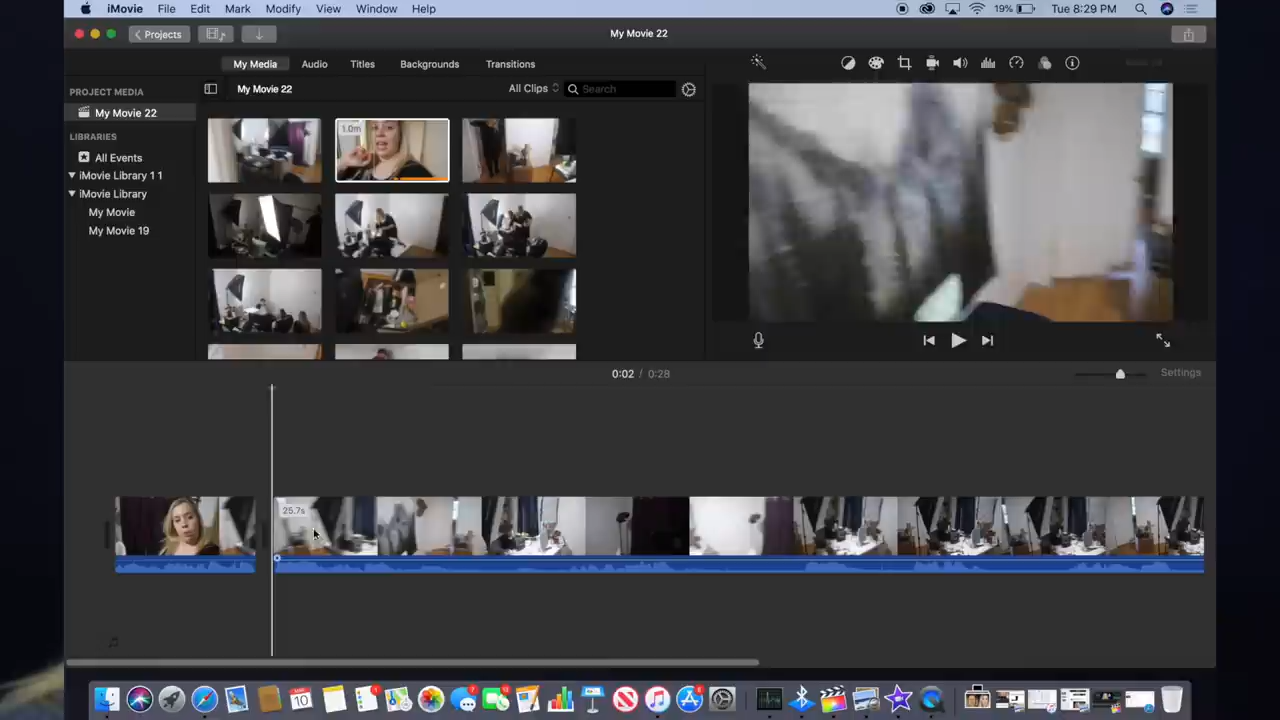 iMovie File Edit Mark Modify View Window Help 19% Tue 8:29 PM
Projects My Movie 22
My Media Audio Titles Backgrounds Transitions
PROJECT MEDIA My Movie 22 All Clips Search
My Movie 22
LIBRARIES
All Events
iMovie Library 1 1
iMovie Library
My Movie
My Movie 19
1.0m
0:02 / 0:28 Settings
25.7s